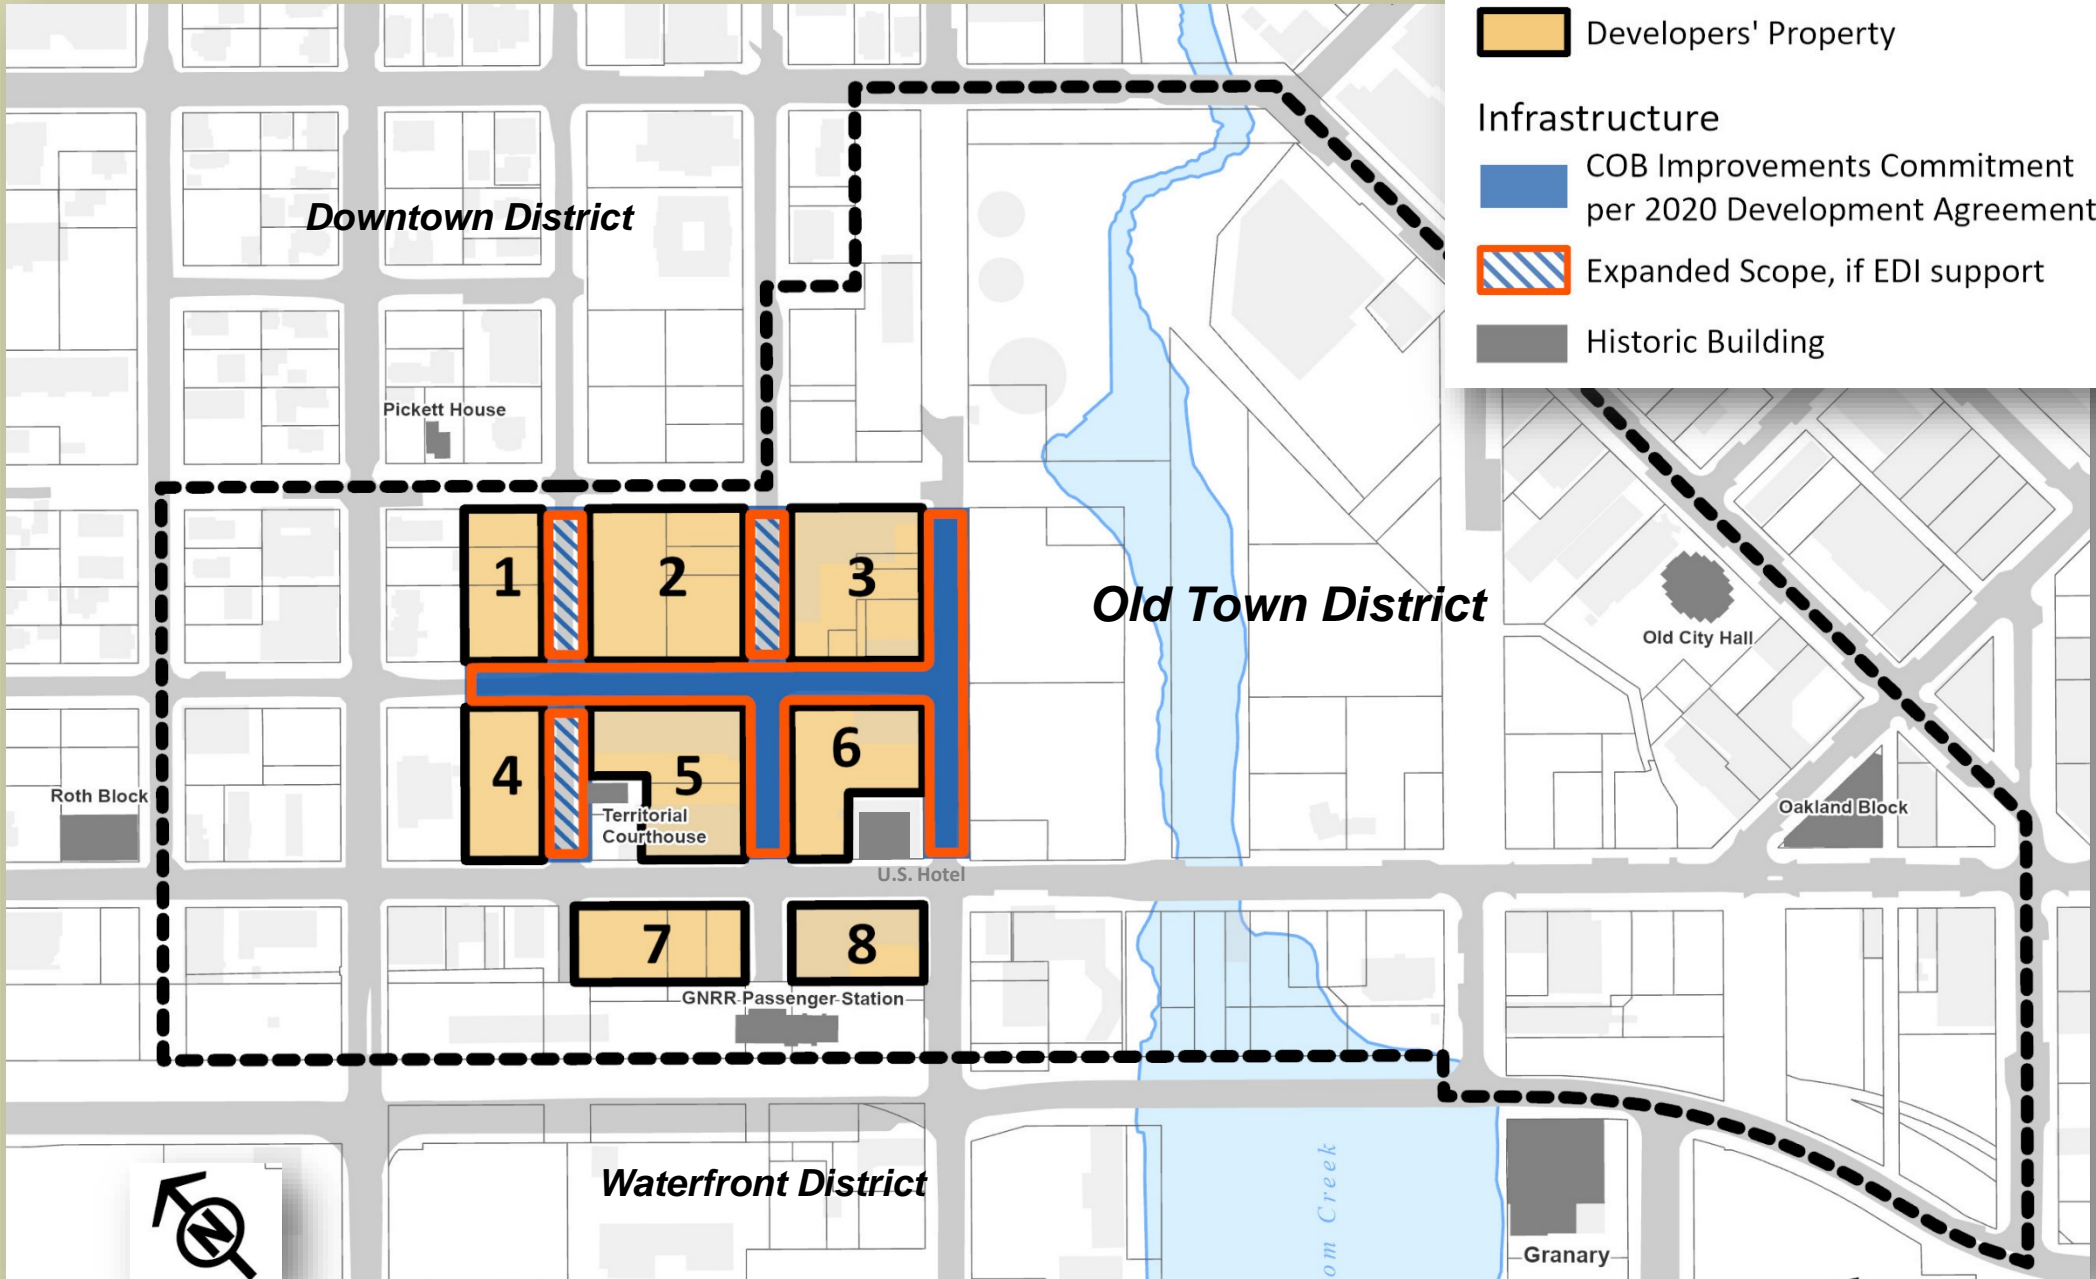 Developers' Property
Infrastructure
COB Improvements Commitment
per 2020 Development Agreement
Expanded Scope, if EDI support
Historic Building
Downtown District
Pickett House
1
2
3
Old Town District
Old City Hall
4
5
6
Roth Block
Territorial
Courthouse
Oakland Block
U.S. Hotel
7
8
GNRR Passenger Station
Waterfront District
om Creek
N
Granary